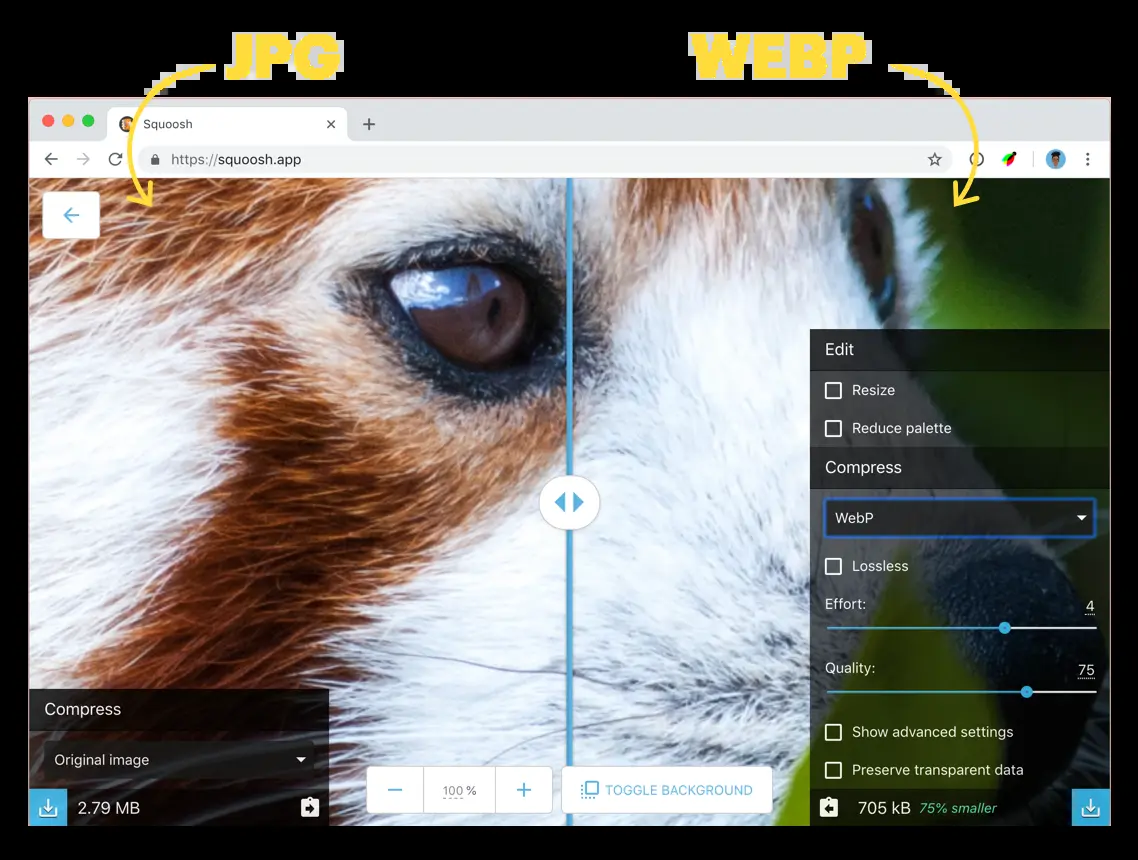 JPG
WEBP
Squoosh
https://squoosh.app
Edit
Resize
Reduce palette
Compress
WebP
Lossless
Effort:
4
Quality:
75
Show advanced settings
Preserve transparent data
705 kB 75% smaller
Compress
Original image
2.79 MB
100 %
TOGGLE BACKGROUND